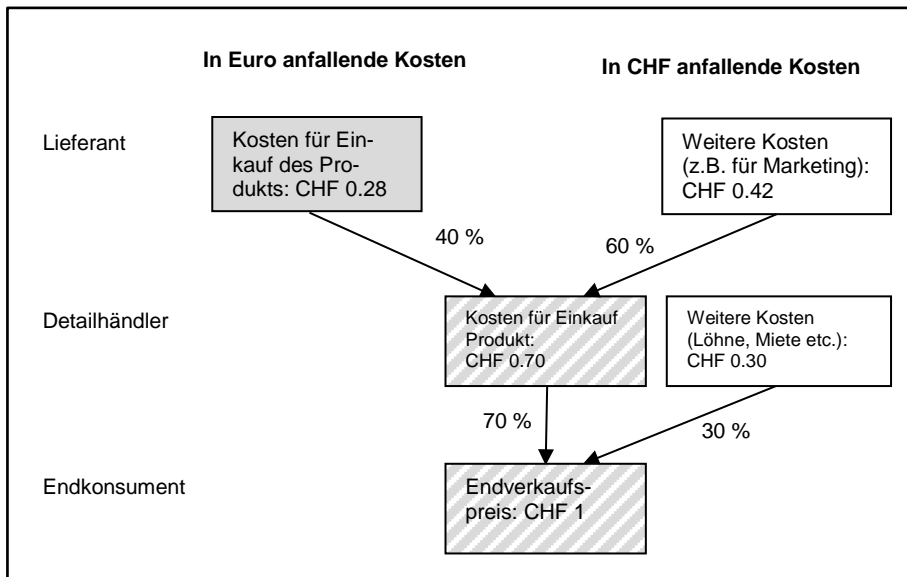 In Euro anfallende Kosten
In CHF anfallende Kosten
Lieferant
Kosten für Ein-
kauf des Pro-
dukts: CHF 0.28
Weitere Kosten
(z.B. für Marketing):
CHF 0.42
40 %
60 %
Detailhändler
Kosten für Einkauf
Produkt:
CHF 0.70
Weitere Kosten
(Löhne, Miete etc.):
CHF 0.30
70 %
30 %
Endkonsument
Endverkaufs-
preis: CHF 1